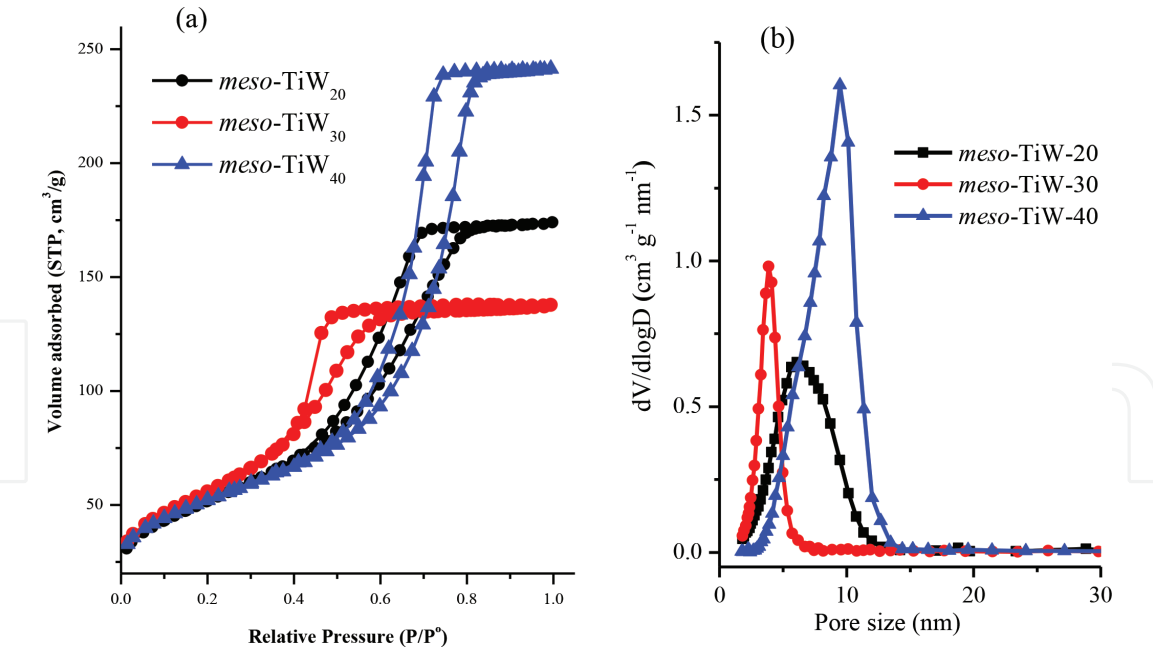 (a)
250
200
150
100
50
0.0 0.2 0.4 0.6 0.8 1.0
Volume adsorbed (STP, cm³/g)
Relative Pressure (P/Pº)
meso-TiW₂₀
meso-TiW₃₀
meso-TiW₄₀
(b)
1.5
1.0
0.5
0.0
0 10 20 30
dV/dlogD (cm³ g⁻¹ nm⁻¹)
Pore size (nm)
meso-TiW-20
meso-TiW-30
meso-TiW-40